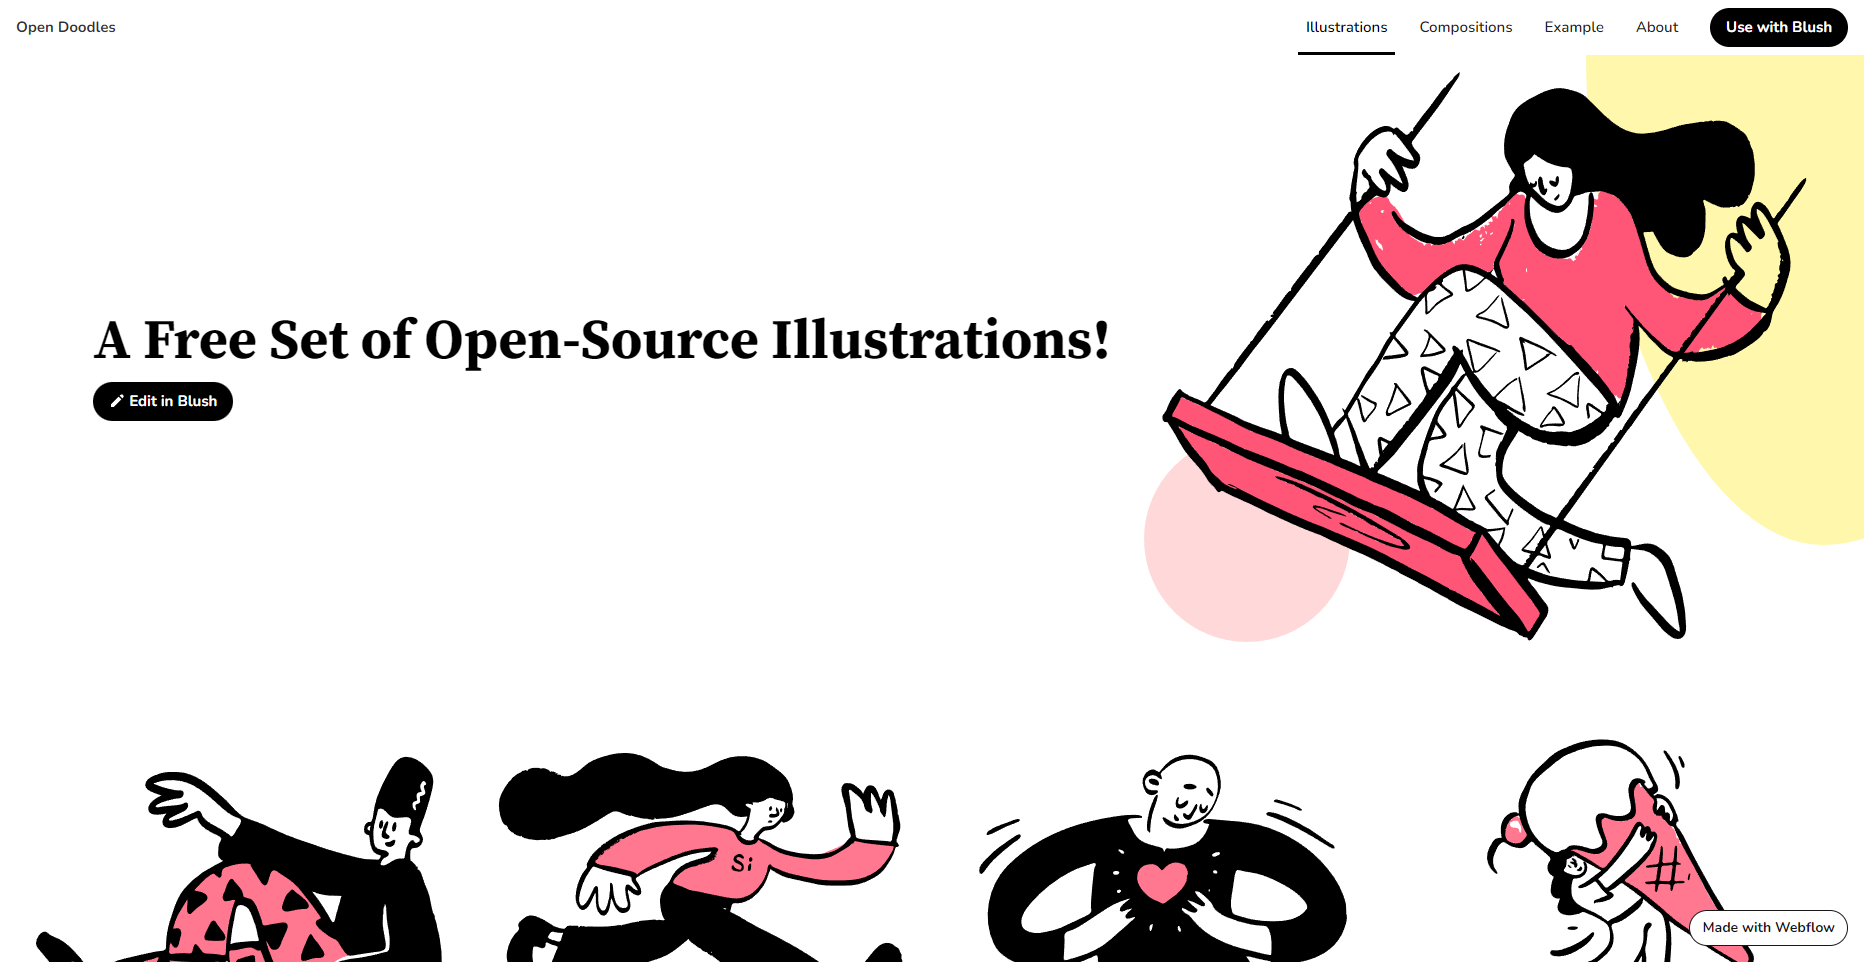 Open Doodles
Illustrations
Compositions
Example
About
Use with Blush
A Free Set of Open-Source Illustrations!
Edit in Blush
Si
#
Made with Webflow